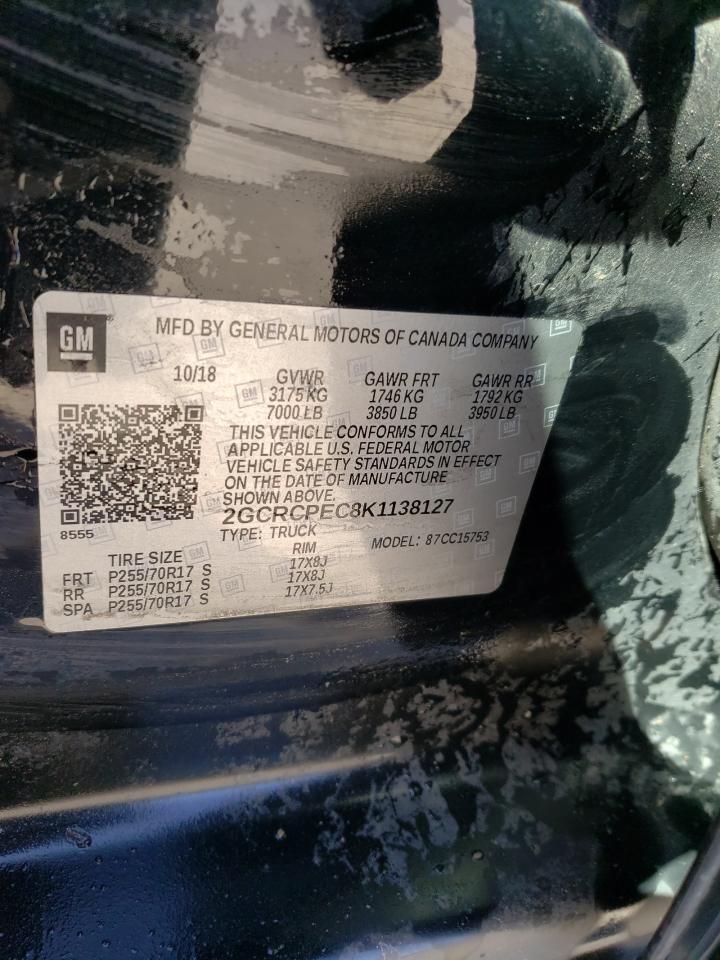 GM
MFD BY GENERAL MOTORS OF CANADA COMPANY
10/18 GVWR GAWR FRT GAWR RR
3175 KG 1746 KG 1792 KG
7000 LB 3850 LB 3950 LB
THIS VEHICLE CONFORMS TO ALL
APPLICABLE U.S. FEDERAL MOTOR
VEHICLE SAFETY STANDARDS IN EFFECT
ON THE DATE OF MANUFACTURE
SHOWN ABOVE.
2GCRCPEC8K1138127
8555
TYPE: TRUCK MODEL: 87CC15753
TIRE SIZE RIM
FRT P255/70R17 S 17X8J
RR P255/70R17 S 17X8J
SPA P255/70R17 S 17X7.5J